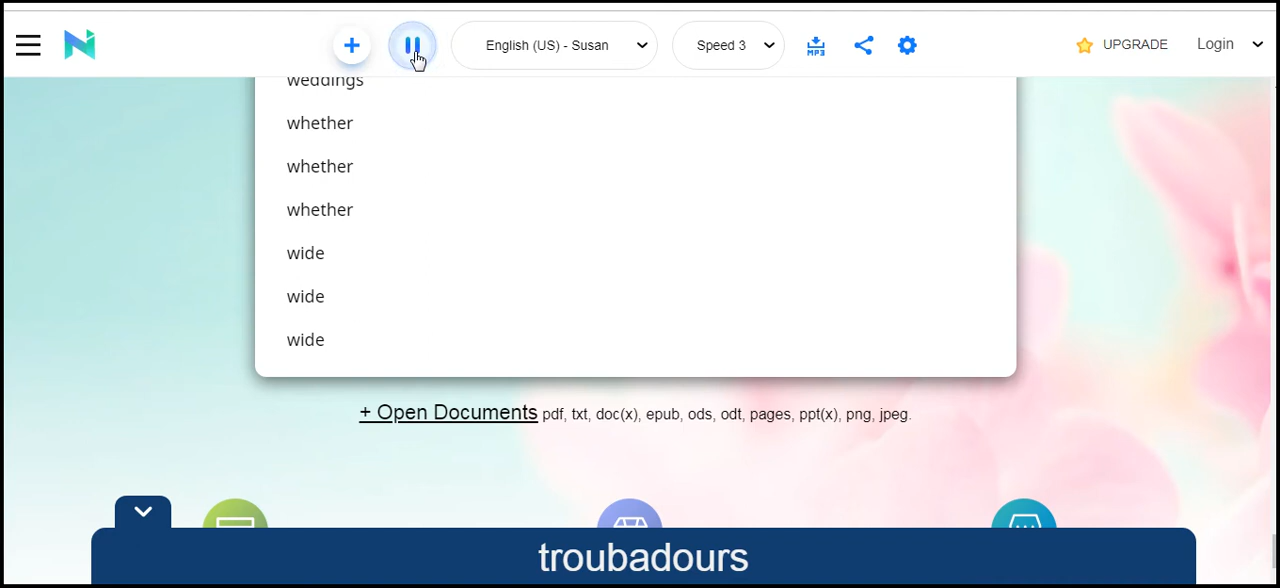 English (US) - Susan
Speed 3
MP3
UPGRADE
Login
weddings
whether
whether
whether
wide
wide
wide
+ Open Documents pdf, txt, doc(x), epub, ods, odt, pages, ppt(x), png, jpeg.
troubadours